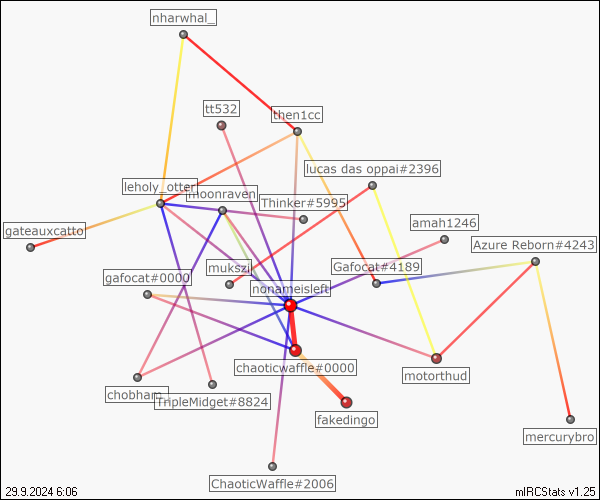 nharwhal_
tt532
then1cc
lucas das oppai#2396
leholy_otter
moonraven
Thinker#5995
amah1246
gateauxcatto
Azure Reborn#4243
mukszi
Gafocat#4189
gafocat#0000
nonameisleft
chaoticwaffle#0000
motorthud
chobham_
TripleMidget#8824
fakedingo
mercurybro
ChaoticWaffle#2006
29.9.2024 6:06
mIRCStats v1.25